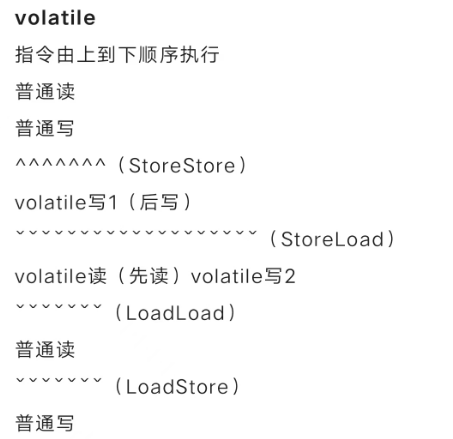 volatile
指令由上到下顺序执行
普通读
普通写
^^^^^^^（StoreStore）
volatile写1（后写）
ˇˇˇˇˇˇˇˇˇˇˇˇˇˇˇˇˇˇˇ（StoreLoad）
volatile读（先读）volatile写2
ˇˇˇˇˇˇˇ（LoadLoad）
普通读
ˇˇˇˇˇˇˇ（LoadStore）
普通写